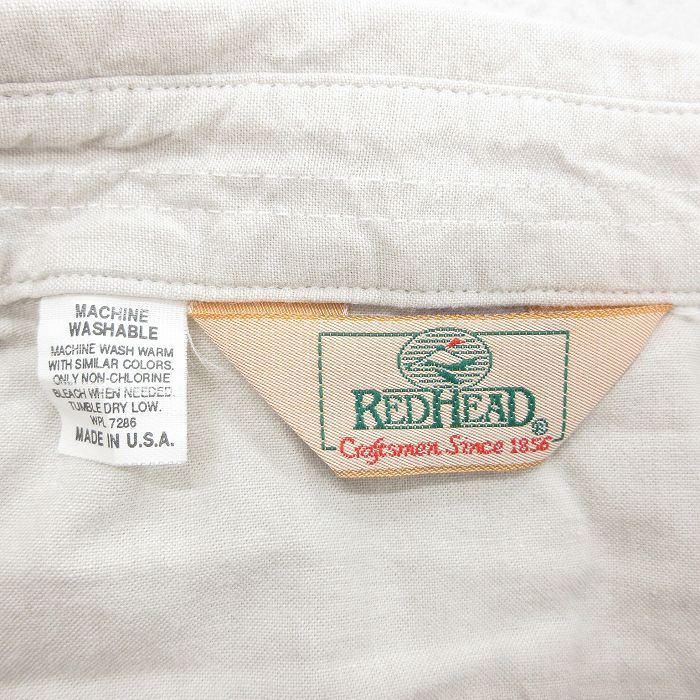 MACHINE
WASHABLE
MACHINE WASH WARM
WITH SIMILAR COLORS.
ONLY NON-CHLORINE
BLEACH WHEN NEEDED.
TUMBLE DRY LOW.
WPL 7286
MADE IN U.S.A.
REDHEAD®
Craftsmen Since 1856